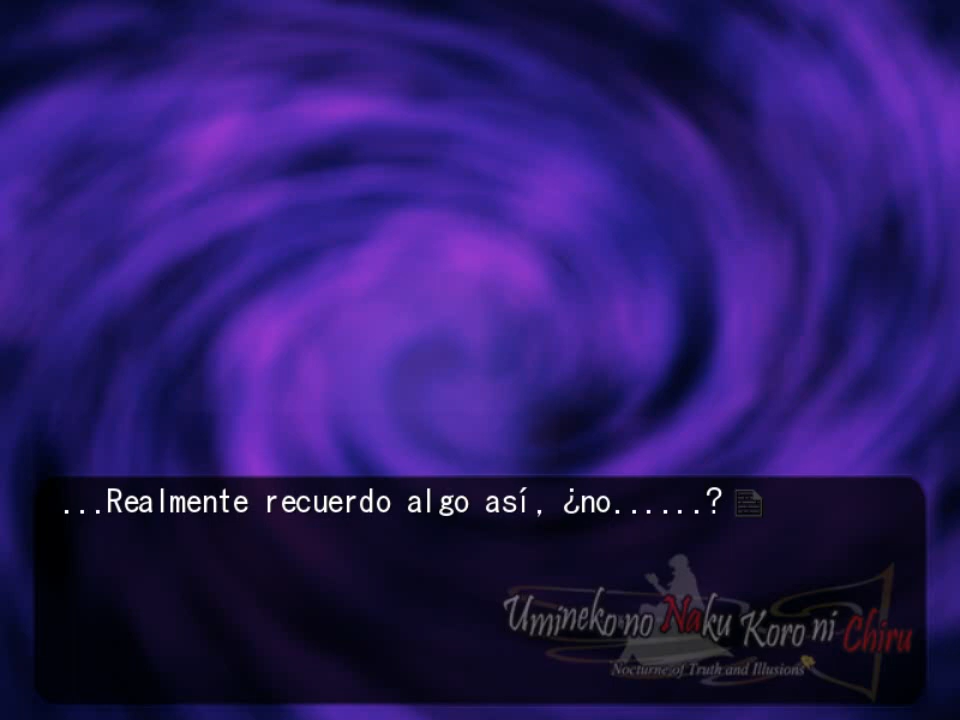 ...Realmente recuerdo algo así, ¿no......?
Umineko no Naku Koro ni Chiru
Nocturne of Truth and Illusions